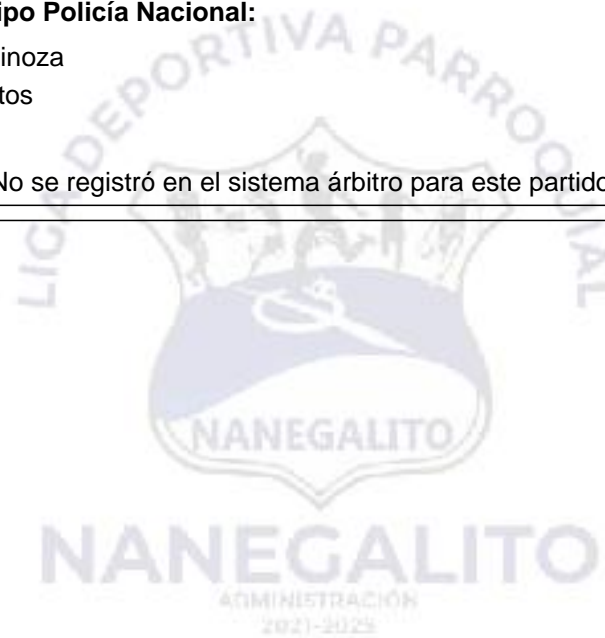 ipo Policía Nacional:
inoza
tos
No se registró en el sistema árbitro para este partido
LIGA DEPORTIVA PARROQUIAL
NANEGALITO
NANEGALITO
ADMINISTRACIÓN
2021-2025